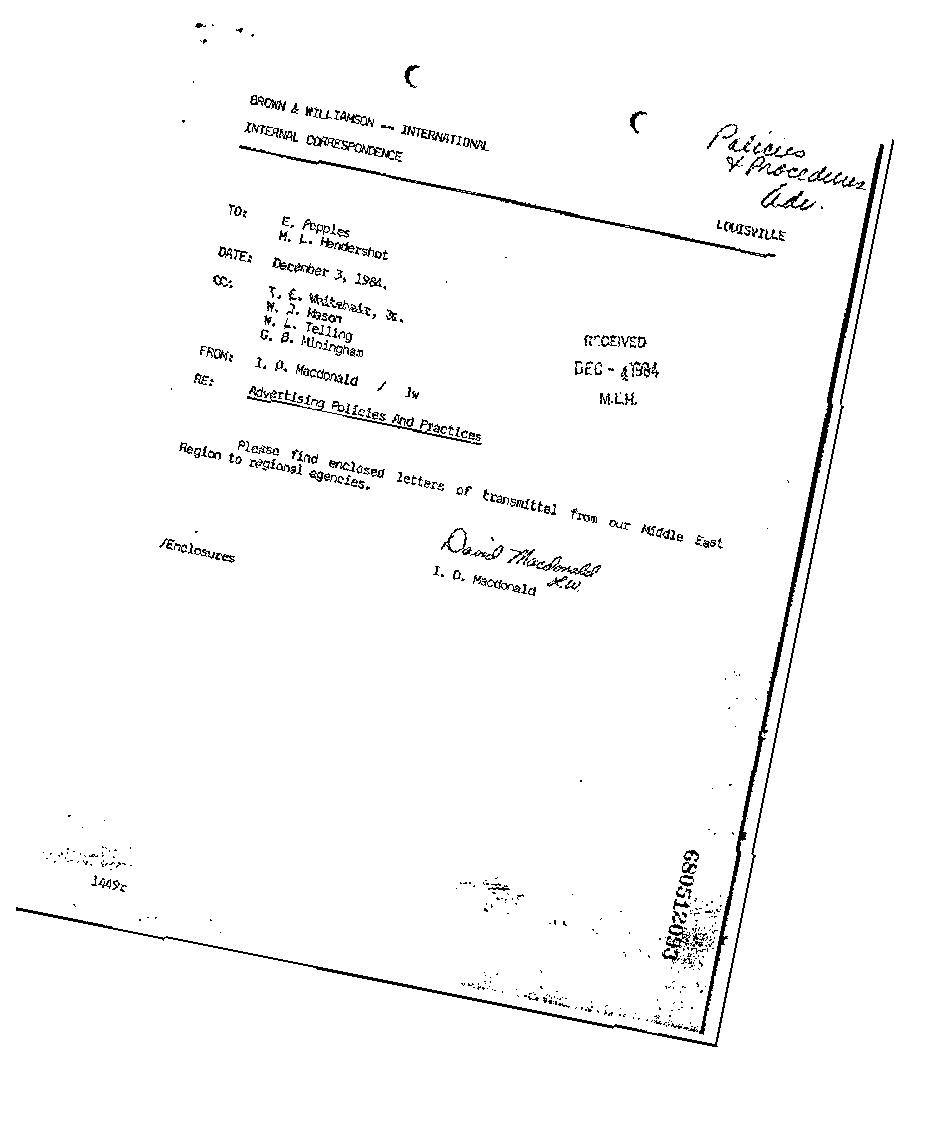 BROWN & WILLIAMSON -- INTERNATIONAL
INTERNAL CORRESPONDENCE
Policies
& Procedures
Adv.
LOUISVILLE
TO: E. Pepples
M. L. Hendershot
DATE: December 3, 1984.
CC: T. E. Whitehair, Jr.
W. J. Mason
W. L. Telling
G. B. Miningham
FROM: I. D. Macdonald / lw
RE: Advertising Policies And Practices
RECEIVED
DEC - 4 1984
M.L.H.
Please find enclosed letters of transmittal from our Middle East
Region to regional agencies.
David Macdonald
L.W.
I. D. Macdonald
/Enclosures
1449r
680512093